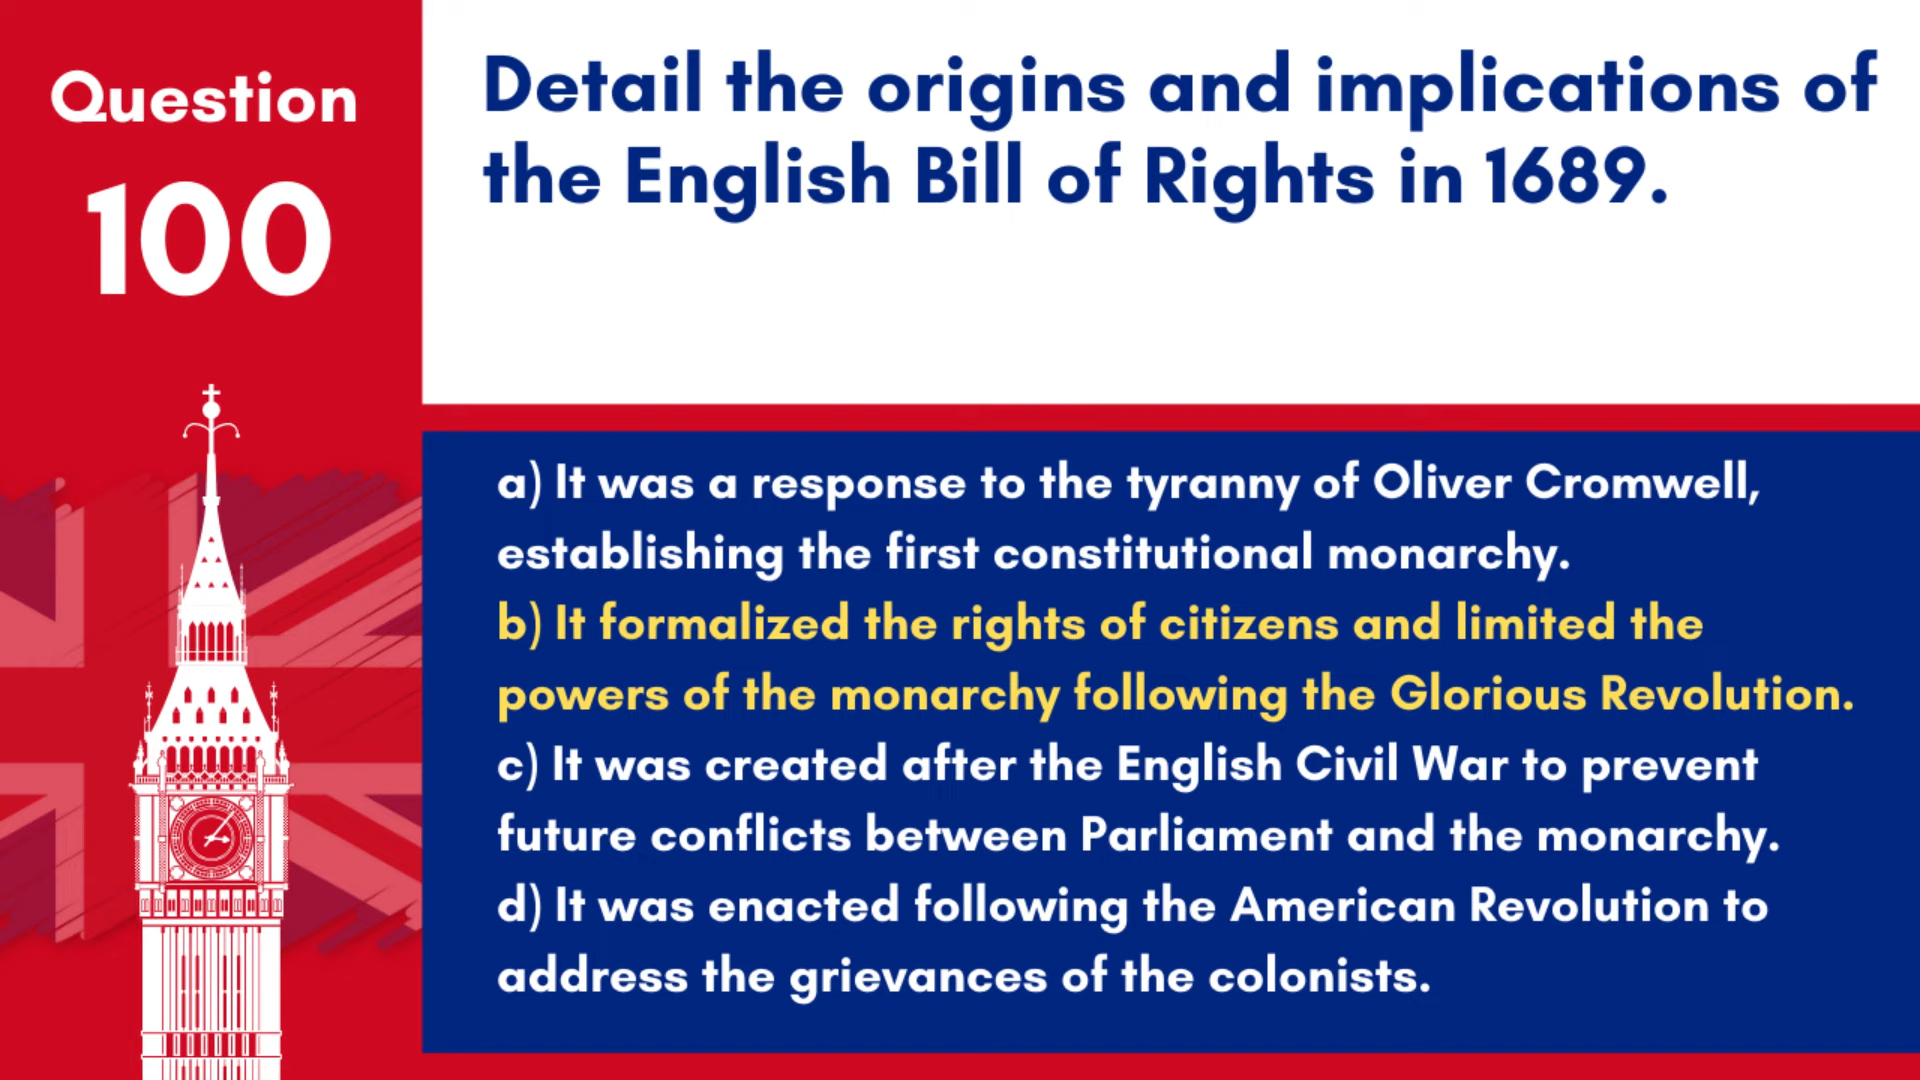 Question
100
Detail the origins and implications of
the English Bill of Rights in 1689.
a) It was a response to the tyranny of Oliver Cromwell,
establishing the first constitutional monarchy.
b) It formalized the rights of citizens and limited the
powers of the monarchy following the Glorious Revolution.
c) It was created after the English Civil War to prevent
future conflicts between Parliament and the monarchy.
d) It was enacted following the American Revolution to
address the grievances of the colonists.